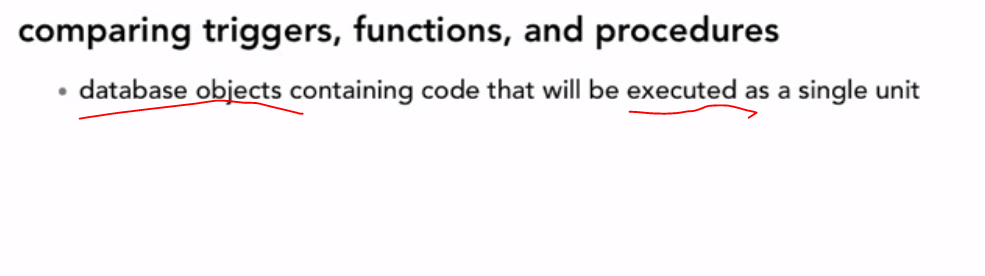 comparing triggers, functions, and procedures
• database objects containing code that will be executed as a single unit